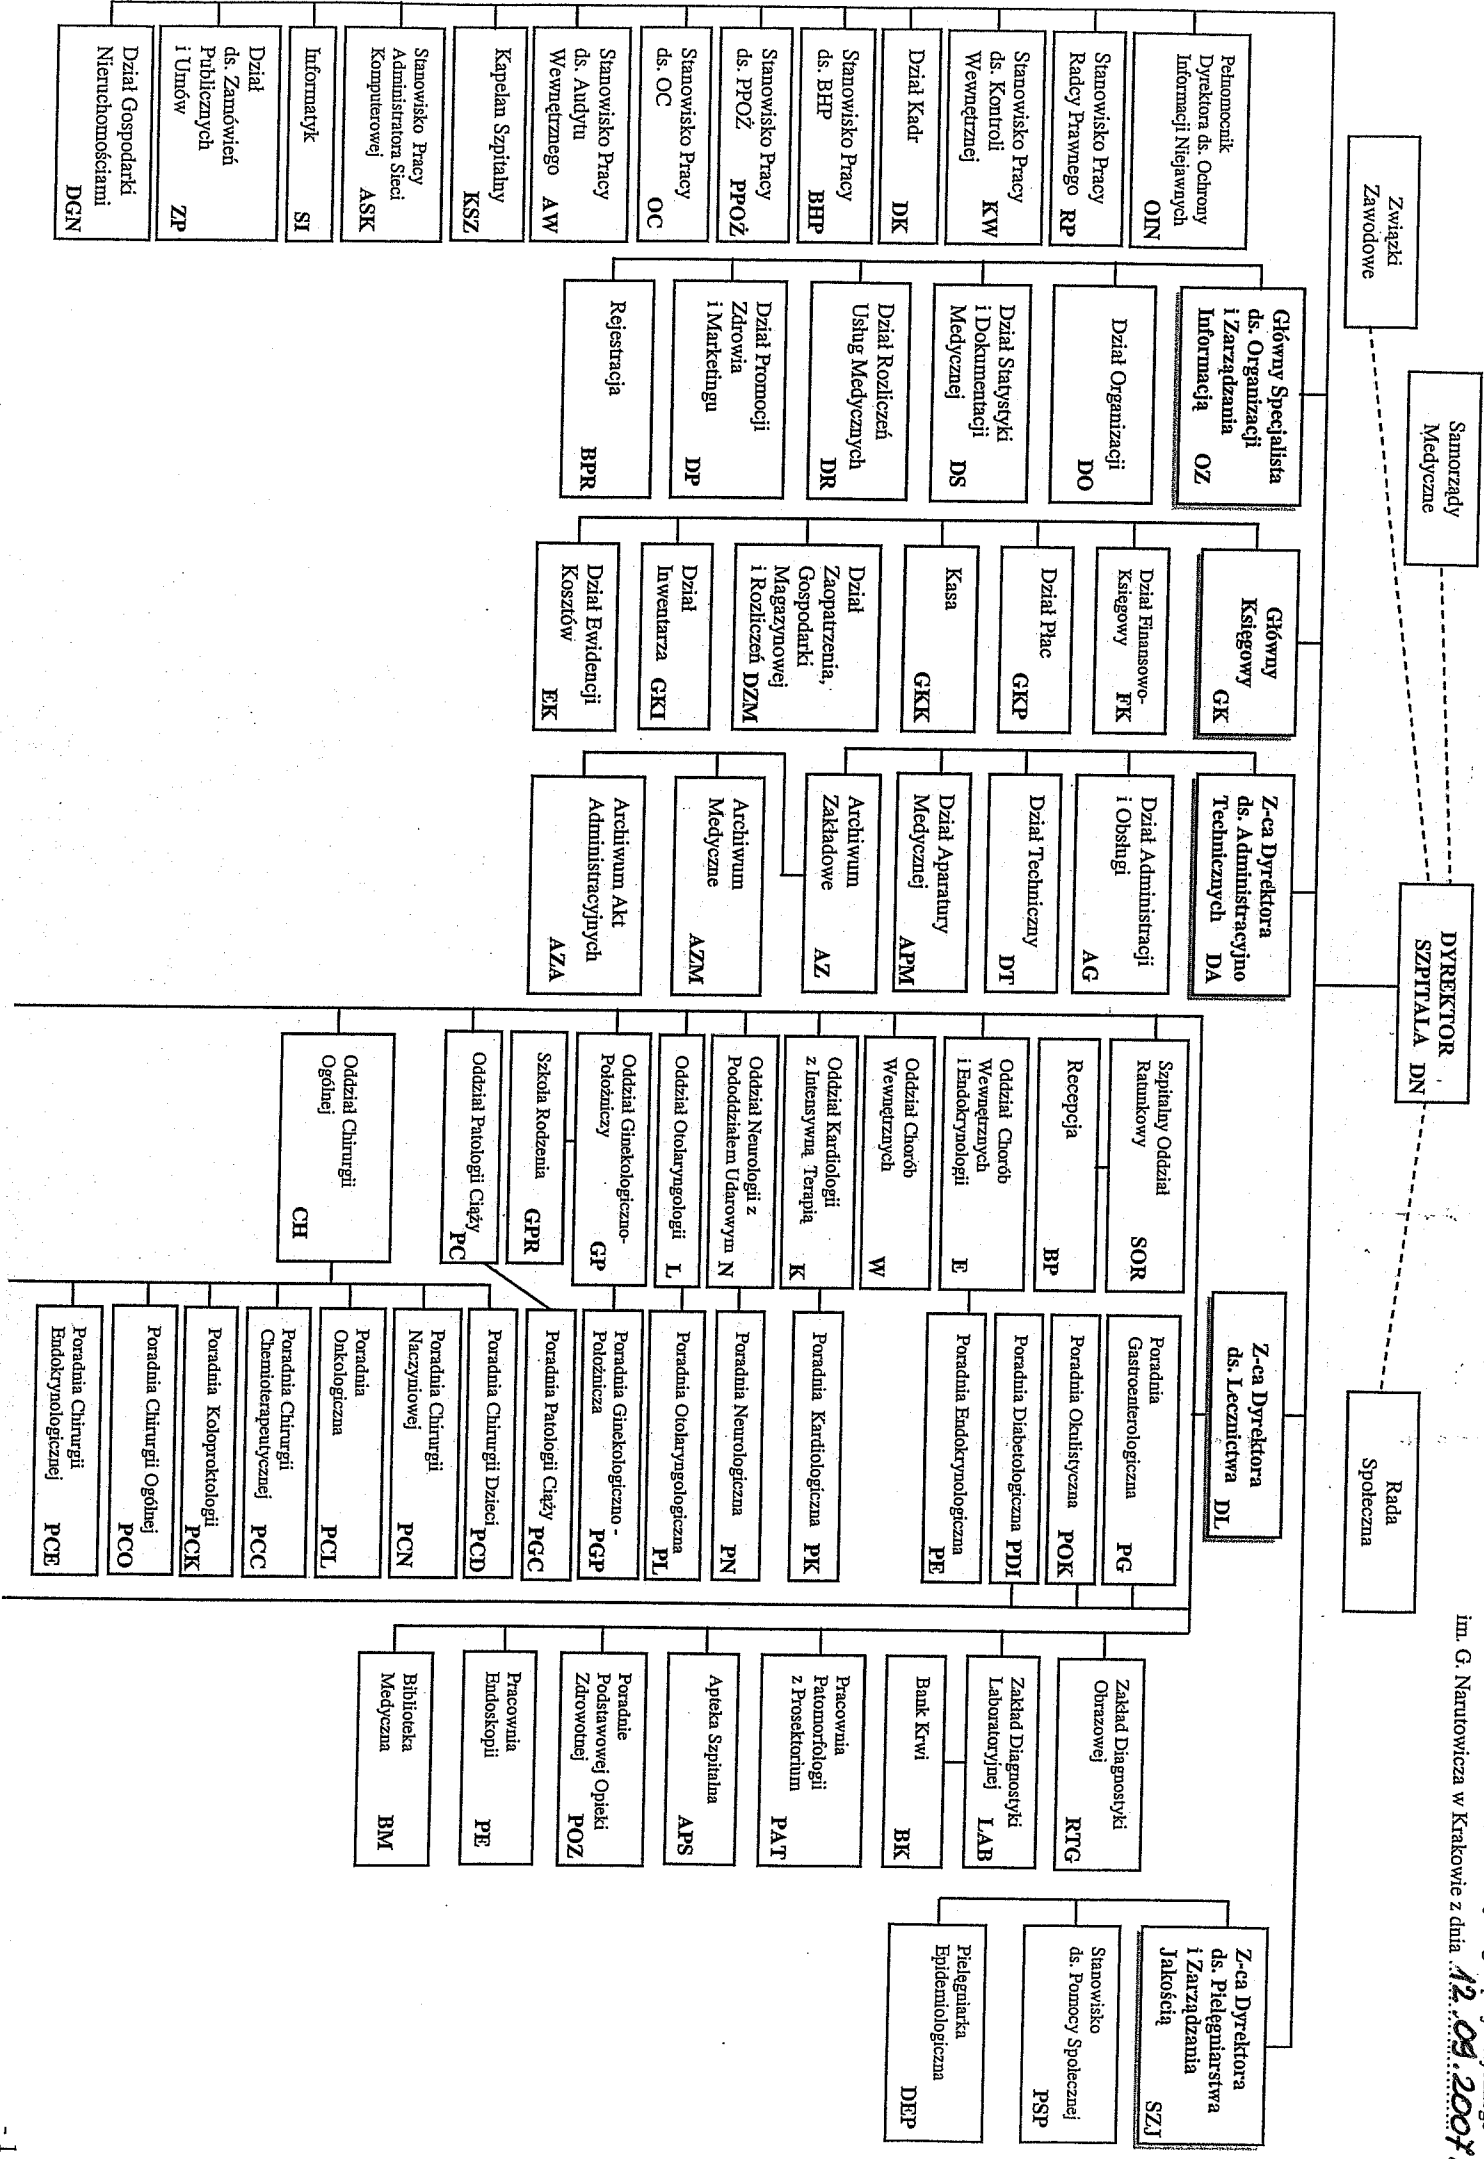 im. G. Narutowicza w Krakowie z dnia 12.09.2007.
Samorządy
Medyczne
Związki
Zawodowe
DYREKTOR
SZPITALA DN
Rada
Społeczna
Pełnomocnik
Dyrektora ds. Ochrony
Informacji Niejawnych
OIN
Stanowisko Pracy
Radcy Prawnego RP
Stanowisko Pracy
ds. Kontroli
Wewnętrznej KW
Dział Kadr
DK
Stanowisko Pracy
ds. BHP
BHP
Stanowisko Pracy
ds. PPOŻ
PPOŻ
Stanowisko Pracy
ds. OC
OC
Stanowisko Pracy
ds. Audytu
Wewnętrznego AW
Kapelan Szpitalny
KSZ
Stanowisko Pracy
Administratora Sieci
Komputerowej ASK
Informatyk
SI
Dział
ds. Zamówień
Publicznych
i Umów
ZP
Dział Gospodarki
Nieruchomościami
DGN
Główny Specjalista
ds. Organizacji
i Zarządzania
Informacją OZ
Dział Organizacji
DO
Dział Statystyki
i Dokumentacji
Medycznej DS
Dział Rozliczeń
Usług Medycznych
DR
Dział Promocji
Zdrowia
i Marketingu
DP
Rejestracja
BPR
Główny
Księgowy
GK
Dział Finansowo-
Księgowy FK
Dział Płac
GKP
Kasa
GKK
Dział
Zaopatrzenia,
Gospodarki
Magazynowej
i Rozliczeń DZM
Dział
Inwentarza GKI
Dział Ewidencji
Kosztów
EK
Z-ca Dyrektora
ds. Administracyjno
Technicznych DA
Dział Administracji
i Obsługi
AG
Dział Techniczny
DT
Dział Aparatury
Medycznej
APM
Archiwum
Zakładowe
AZ
Archiwum
Medyczne
AZM
Archiwum Akt
Administracyjnych
AZA
Z-ca Dyrektora
ds. Lecznictwa DL
Szpitalny Oddział
Ratunkowy
SOR
Recepcja
BP
Oddział Chorób
Wewnętrznych
i Endokrynologii
E
Oddział Chorób
Wewnętrznych
W
Oddział Kardiologii
z Intensywną Terapią
K
Oddział Neurologii z
Pododdziałem Udarowym N
Oddział Otolaryngologii L
Oddział Ginekologiczno-
Położniczy
GP
Szkoła Rodzenia
GPR
Oddział Patologii Ciąży
PC
Oddział Chirurgii
Ogólnej
CH
Poradnia
Gastroenterologiczna
PG
Poradnia Okulistyczna POK
Poradnia Diabetologiczna PDI
Poradnia Endokrynologiczna
PE
Poradnia Kardiologiczna PK
Poradnia Neurologiczna PN
Poradnia Otolaryngologiczna
PL
Poradnia Ginekologiczno -
Położnicza
PGP
Poradnia Patologii Ciąży
PGC
Poradnia Chirurgii Dzieci
PCD
Poradnia Chirurgii
Naczyniowej
PCN
Poradnia
Onkologiczna
PCL
Poradnia Chirurgii
Chemioterapeutycznej PCC
Poradnia Koloproktologii
PCK
Poradnia Chirurgii Ogólnej
PCO
Poradnia Chirurgii
Endokrynologicznej
PCE
Zakład Diagnostyki
Obrazowej
RTG
Zakład Diagnostyki
Laboratoryjnej
LAB
Bank Krwi
BK
Pracownia
Patomorfologii
z Prosektorium
PAT
Apteka Szpitalna
APS
Poradnie
Podstawowej Opieki
Zdrowotnej POZ
Pracownia
Endoskopii
PE
Biblioteka
Medyczna
BM
Z-ca Dyrektora
ds. Pielęgniarstwa
i Zarządzania
Jakością SZJ
Stanowisko
ds. Pomocy Społecznej
PSP
Pielęgniarka
Epidemiologiczna
DEP
- 1